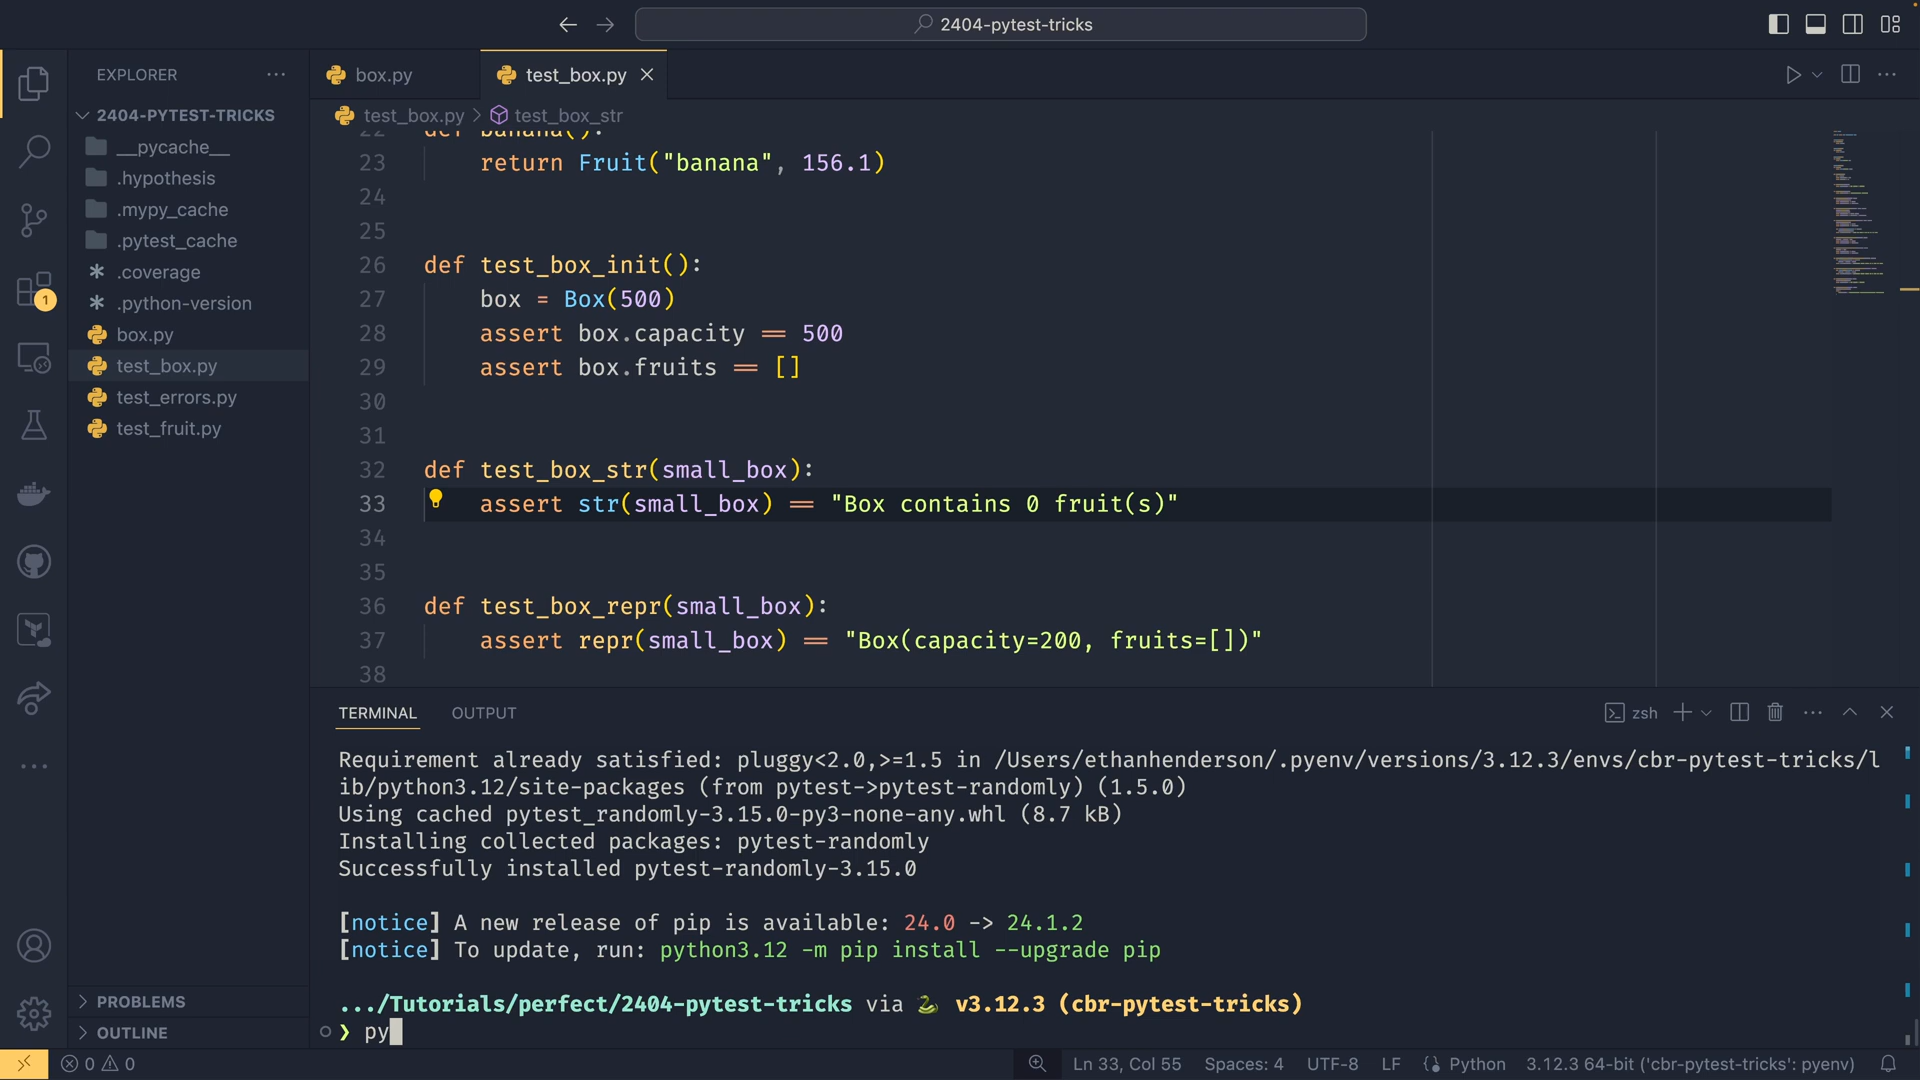 2404-pytest-tricks
EXPLORER
2404-PYTEST-TRICKS
__pycache__
.hypothesis
.mypy_cache
.pytest_cache
.coverage
.python-version
box.py
test_box.py
test_errors.py
test_fruit.py
PROBLEMS
OUTLINE
1
box.py
test_box.py
test_box.py > test_box_str
22 def banana():
23 return Fruit("banana", 156.1)
24
25
26 def test_box_init():
27 box = Box(500)
28 assert box.capacity == 500
29 assert box.fruits == []
30
31
32 def test_box_str(small_box):
33 assert str(small_box) == "Box contains 0 fruit(s)"
34
35
36 def test_box_repr(small_box):
37 assert repr(small_box) == "Box(capacity=200, fruits=[])"
38
TERMINAL OUTPUT
zsh
Requirement already satisfied: pluggy<2.0,>=1.5 in /Users/ethanhenderson/.pyenv/versions/3.12.3/envs/cbr-pytest-tricks/l
ib/python3.12/site-packages (from pytest->pytest-randomly) (1.5.0)
Using cached pytest_randomly-3.15.0-py3-none-any.whl (8.7 kB)
Installing collected packages: pytest-randomly
Successfully installed pytest-randomly-3.15.0
[notice] A new release of pip is available: 24.0 -> 24.1.2
[notice] To update, run: python3.12 -m pip install --upgrade pip
.../Tutorials/perfect/2404-pytest-tricks via 🐍 v3.12.3 (cbr-pytest-tricks)
❯ py
0 0
Ln 33, Col 55 Spaces: 4 UTF-8 LF Python 3.12.3 64-bit ('cbr-pytest-tricks': pyenv)